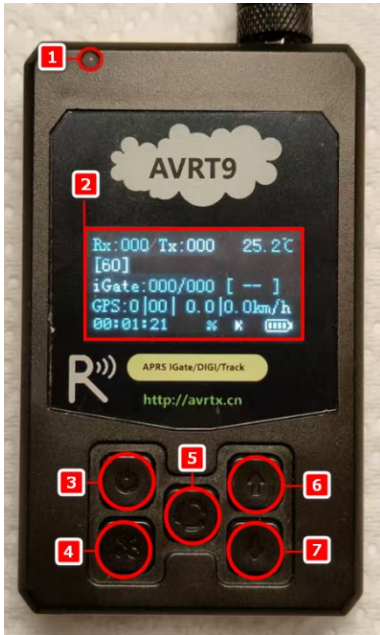 1
AVRT9
2
Rx:000 Tx:000 25.2℃
[60]
iGate:000/000 [ -- ]
GPS:0|00| 0.0|0.0km/h
00:01:21 % K
R
APRS IGate/DIGI/Track
http://avrtx.cn
5
3
6
4
7